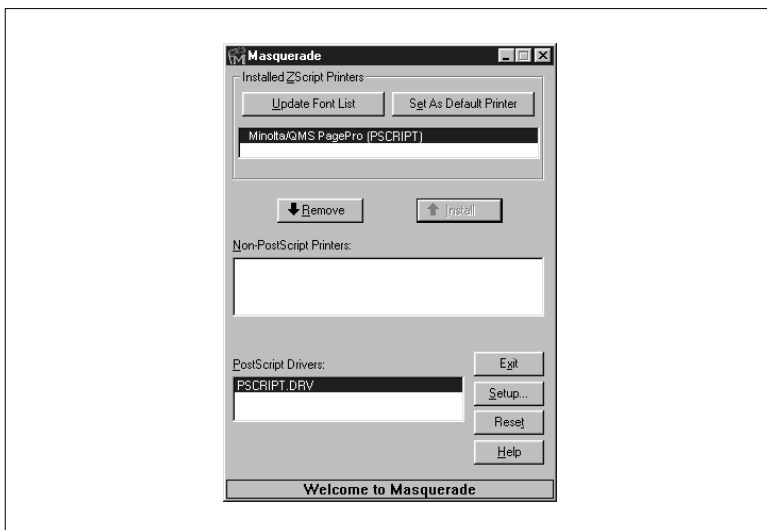 Masquerade
Installed ZScript Printers
Update Font List
Set As Default Printer
Minolta/QMS PagePro (PSCRIPT)
Remove
Install
Non-PostScript Printers:
PostScript Drivers:
PSCRIPT.DRV
Exit
Setup...
Reset
Help
Welcome to Masquerade